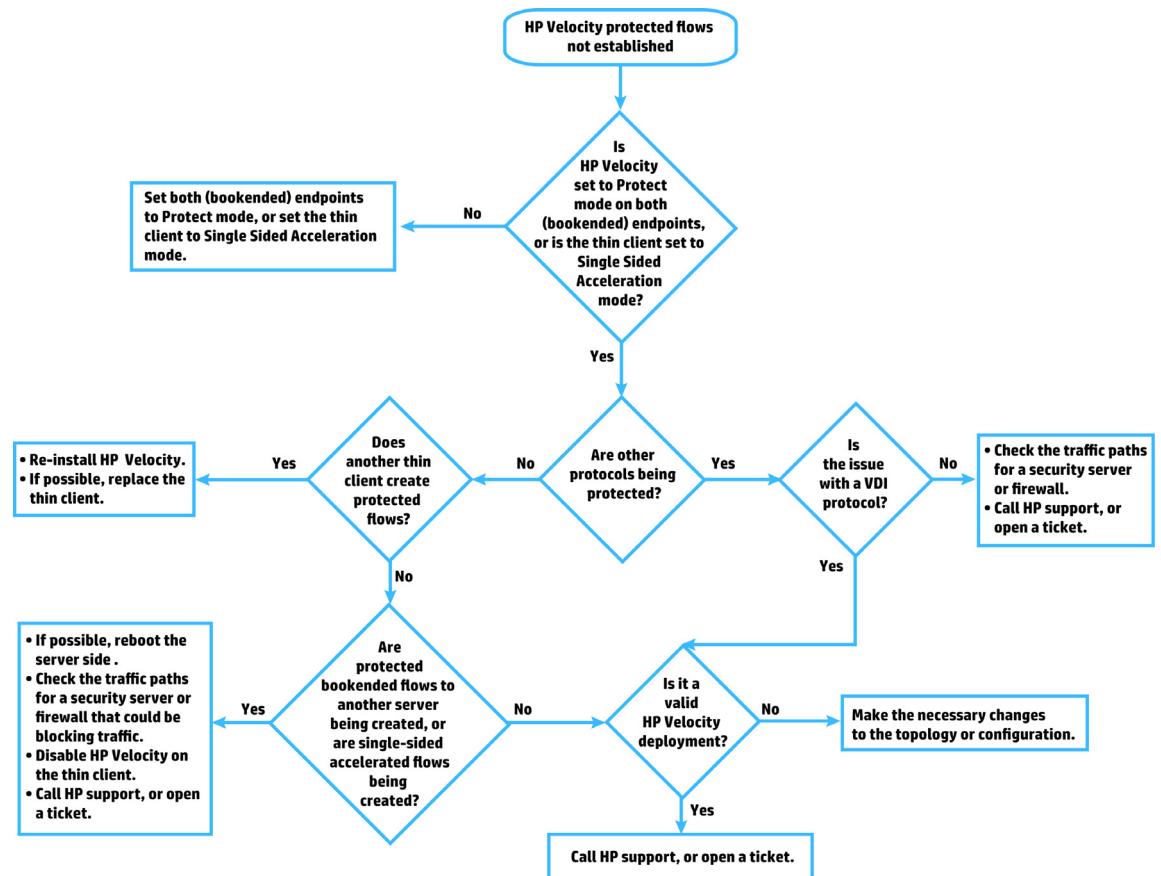 HP Velocity protected flows
not established
Is
HP Velocity
set to Protect
mode on both
(bookended) endpoints,
or is the thin client set to
Single Sided
Acceleration
mode?
No
Set both (bookended) endpoints
to Protect mode, or set the thin
client to Single Sided Acceleration
mode.
Yes
Are other
protocols being
protected?
No
Does
another thin
client create
protected
flows?
Yes
• Re-install HP Velocity.
• If possible, replace the
thin client.
Yes
Is
the issue
with a VDI
protocol?
No
• Check the traffic paths
for a security server
or firewall.
• Call HP support, or
open a ticket.
Yes
No
Are
protected
bookended flows to
another server
being created, or
are single-sided
accelerated flows
being
created?
Yes
• If possible, reboot the
server side .
• Check the traffic paths
for a security server or
firewall that could be
blocking traffic.
• Disable HP Velocity on
the thin client.
• Call HP support, or open
a ticket.
No
Is it a
valid
HP Velocity
deployment?
No
Make the necessary changes
to the topology or configuration.
Yes
Call HP support, or open a ticket.